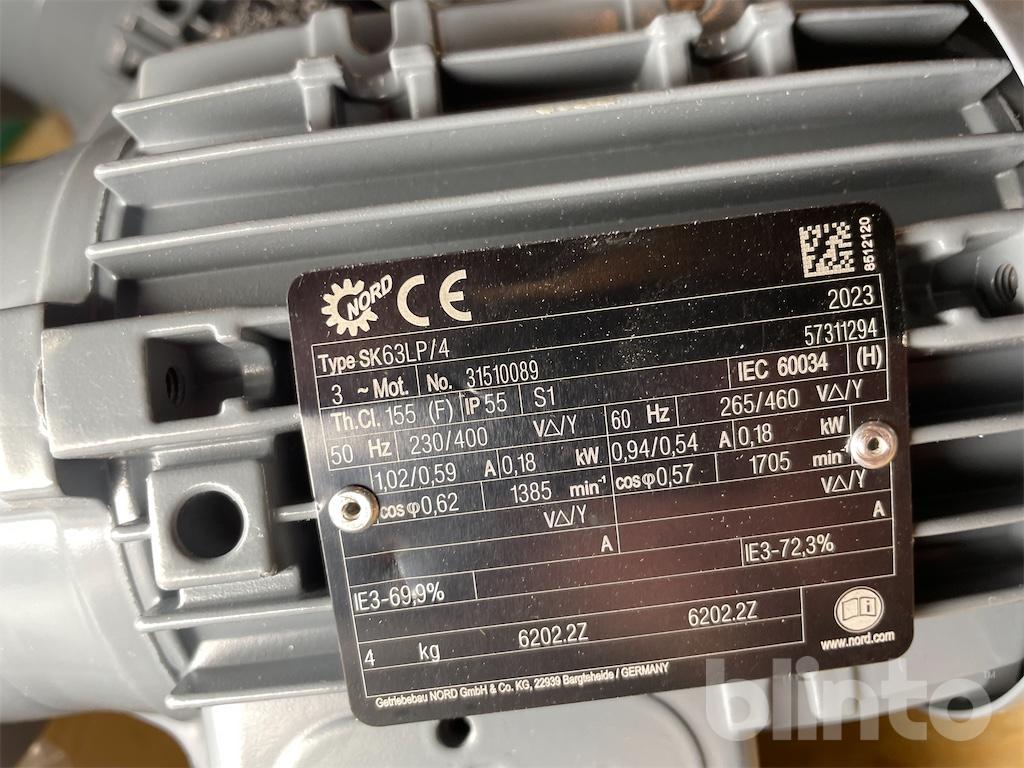 NORD CE
8512120
2023
Type SK63LP/4
57311294
3 ~ Mot. No. 31510089 IEC 60034 (H)
Th.Cl. 155 (F) IP55 S1
50 Hz 230/400 V△/Y 60 Hz 265/460 V△/Y
1,02/0,59 A 0,18 kW 0,94/0,54 A 0,18 kW
cosφ0,62 1385 min⁻¹ cosφ0,57 1705 min⁻¹
V△/Y V△/Y
A A
IE3-69,9% IE3-72,3%
4 kg 6202.2Z 6202.2Z
www.nord.com
Getriebebau NORD GmbH & Co. KG, 22939 Bargteheide / GERMANY
blinto™